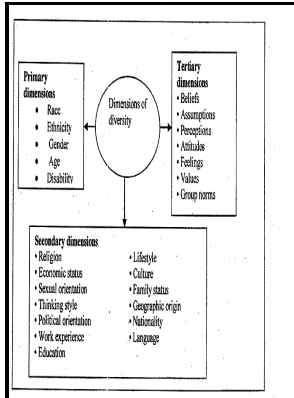 Primary
dimensions
• Race
• Ethnicity
• Gender
• Age
• Disability
Dimensions of
diversity
Tertiary
dimensions
• Beliefs
• Assumptions
• Perceptions
• Attitudes
• Feelings
• Values
• Group norms
Secondary dimensions
• Religion
• Economic status
• Sexual orientation
• Thinking style
• Political orientation
• Work experience
• Education
• Lifestyle
• Culture
• Family status
• Geographic origin
• Nationality
• Language